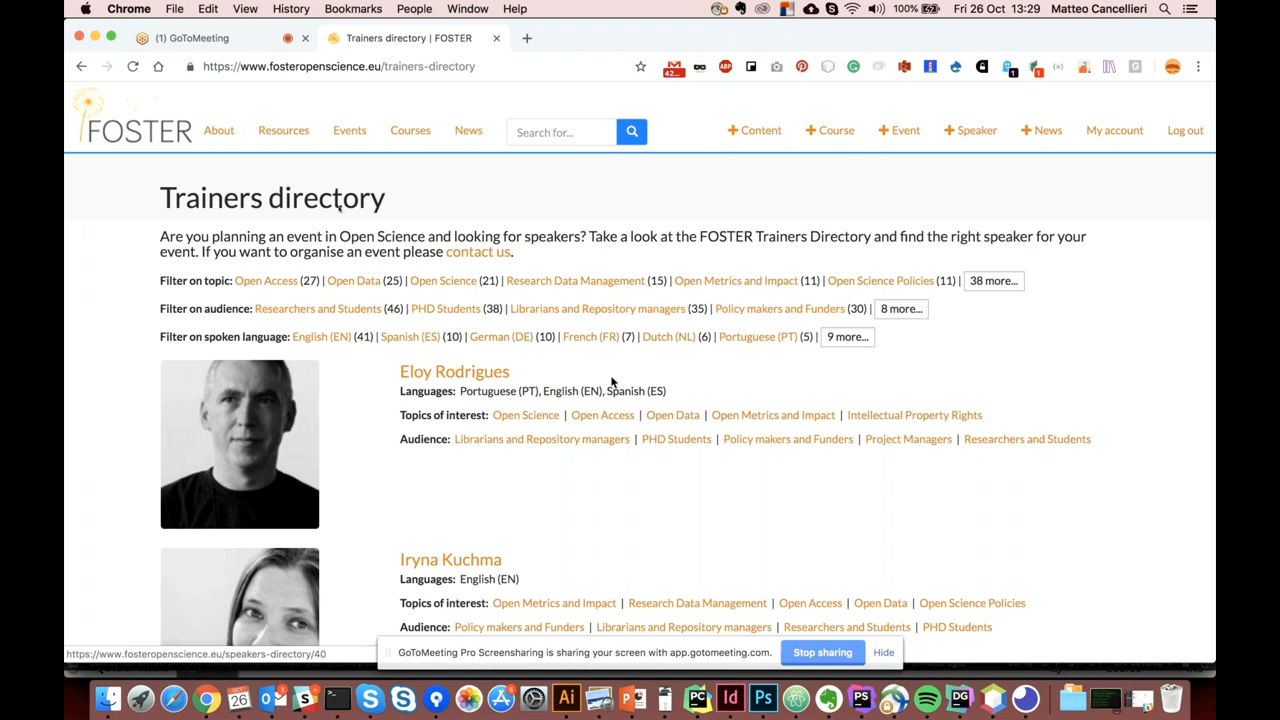 Chrome File Edit View History Bookmarks People Window Help 100% Fri 26 Oct 13:29 Matteo Cancellieri
(1) GoToMeeting Trainers directory | FOSTER
https://www.fosteropenscience.eu/trainers-directory
FOSTER About Resources Events Courses News Search for... + Content + Course + Event + Speaker + News My account Log out
Trainers directory
Are you planning an event in Open Science and looking for speakers? Take a look at the FOSTER Trainers Directory and find the right speaker for your
event. If you want to organise an event please contact us.
Filter on topic: Open Access (27) | Open Data (25) | Open Science (21) | Research Data Management (15) | Open Metrics and Impact (11) | Open Science Policies (11) | 38 more...
Filter on audience: Researchers and Students (46) | PHD Students (38) | Librarians and Repository managers (35) | Policy makers and Funders (30) | 8 more...
Filter on spoken language: English (EN) (41) | Spanish (ES) (10) | German (DE) (10) | French (FR) (7) | Dutch (NL) (6) | Portuguese (PT) (5) | 9 more...
Eloy Rodrigues
Languages: Portuguese (PT), English (EN), Spanish (ES)
Topics of interest: Open Science | Open Access | Open Data | Open Metrics and Impact | Intellectual Property Rights
Audience: Librarians and Repository managers | PHD Students | Policy makers and Funders | Project Managers | Researchers and Students
Iryna Kuchma
Languages: English (EN)
Topics of interest: Open Metrics and Impact | Research Data Management | Open Access | Open Data | Open Science Policies
Audience: Policy makers and Funders | Librarians and Repository managers | Researchers and Students | PHD Students
https://www.fosteropenscience.eu/speakers-directory/40
GoToMeeting Pro Screensharing is sharing your screen with app.gotomeeting.com. Stop sharing Hide